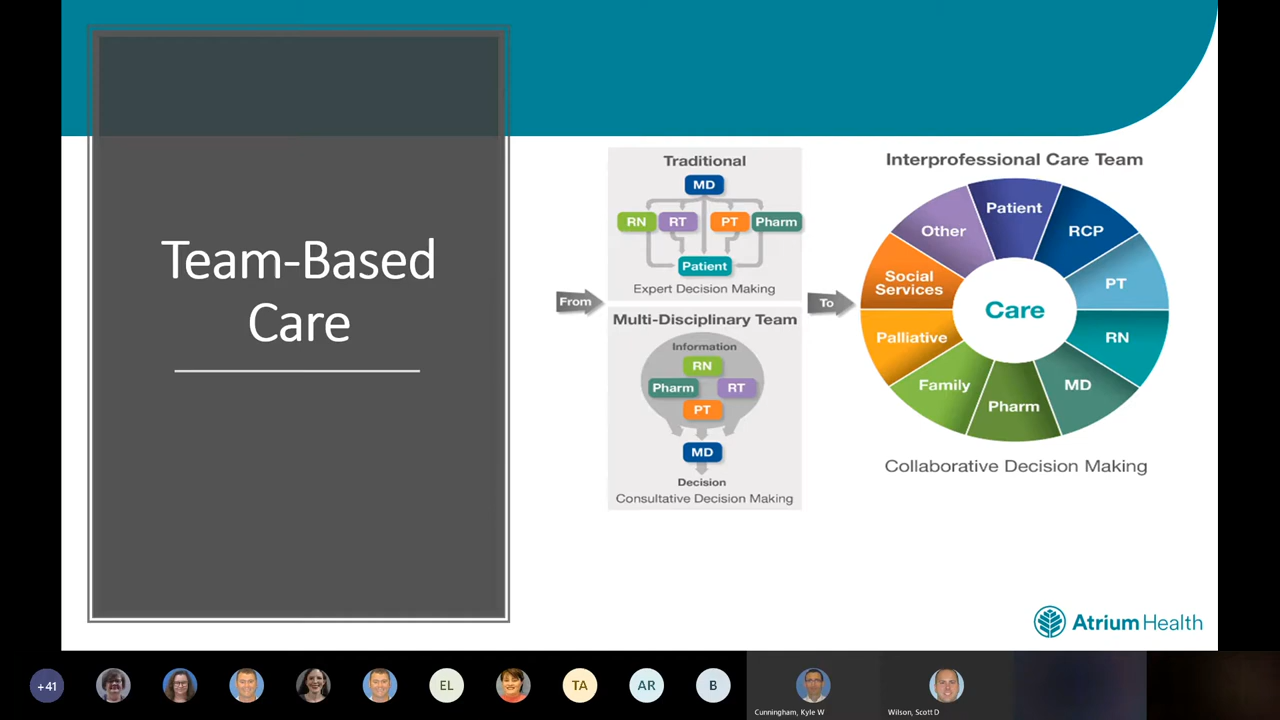 Team-Based
Care
Traditional
MD
RN
RT
PT
Pharm
Patient
Expert Decision Making
From
Multi-Disciplinary Team
Information
RN
Pharm
RT
PT
MD
Decision
Consultative Decision Making
To
Interprofessional Care Team
Patient
RCP
PT
RN
MD
Pharm
Family
Palliative
Social
Services
Other
Care
Collaborative Decision Making
Atrium Health
+41
EL
TA
AR
B
Cunningham, Kyle W
Wilson, Scott D